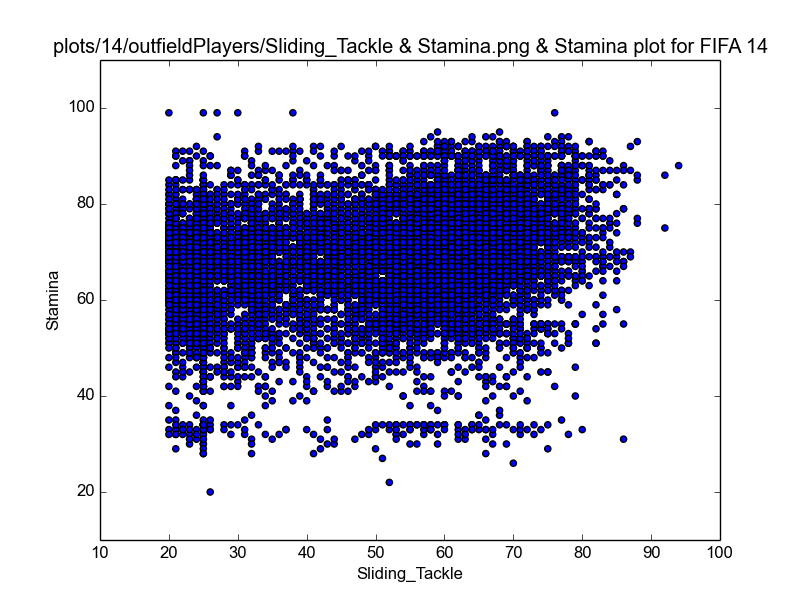 plots/14/outfieldPlayers/Sliding_Tackle & Stamina.png & Stamina plot for FIFA 14
100
80
60
40
20
Stamina
10 20 30 40 50 60 70 80 90 100
Sliding_Tackle